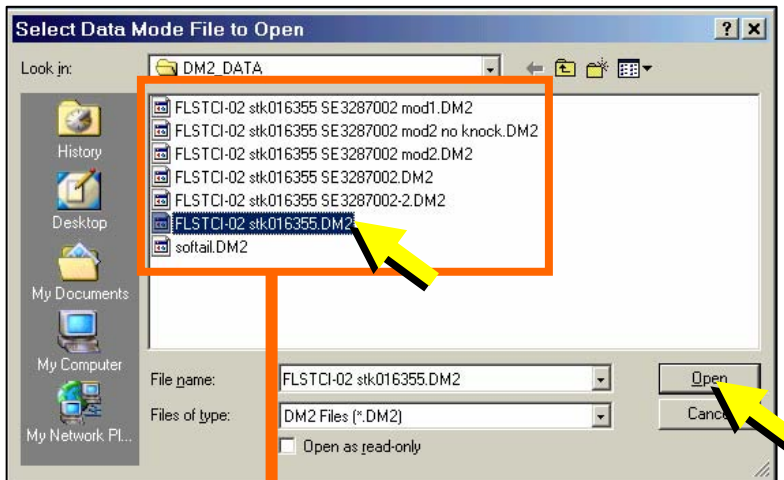 Select Data Mode File to Open
Look in: DM2_DATA
FLSTCI-02 stk016355 SE3287002 mod1.DM2
FLSTCI-02 stk016355 SE3287002 mod2 no knock.DM2
FLSTCI-02 stk016355 SE3287002 mod2.DM2
FLSTCI-02 stk016355 SE3287002.DM2
FLSTCI-02 stk016355 SE3287002-2.DM2
FLSTCI-02 stk016355.DM2
softail.DM2
History
Desktop
My Documents
My Computer
My Network Pl...
File name: FLSTCI-02 stk016355.DM2 Open
Files of type: DM2 Files (*.DM2) Cancel
Open as read-only